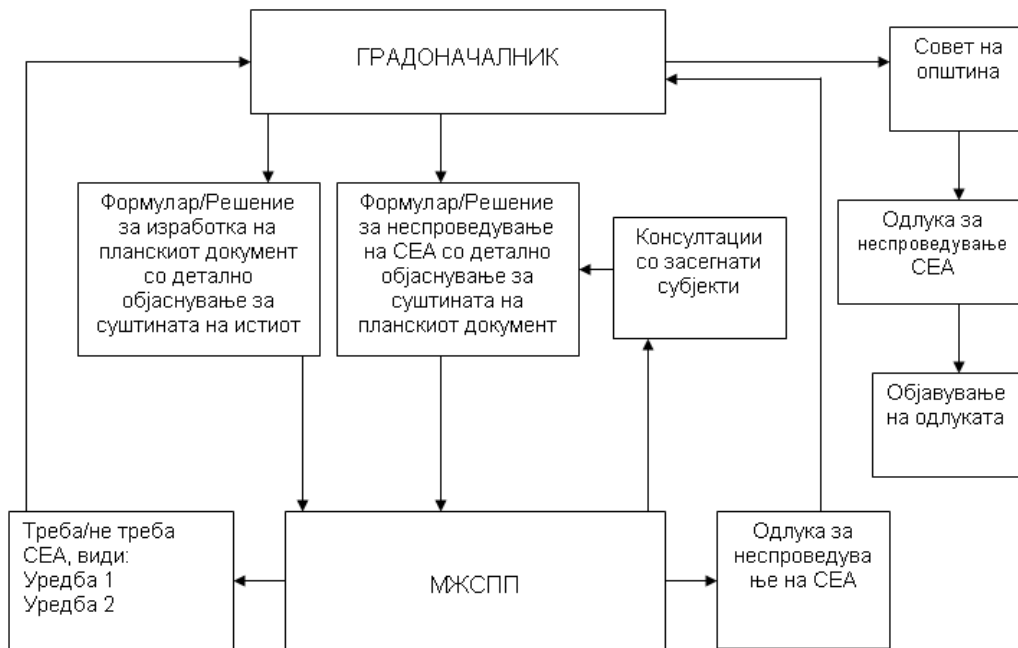 ГРАДОНАЧАЛНИК
Совет на
општина
Формулар/Решение
за изработка на
планскиот документ
со детално
објаснување за
суштината на истиот
Формулар/Решение
за неспроведување
на СЕА со детално
објаснување за
суштината на
планскиот документ
Консултации
со засегнати
субјекти
Одлука за
неспроведување
СЕА
Објавување
на одлуката
Треба/не треба
СЕА, види:
Уредба 1
Уредба 2
МЖСПП
Одлука за
неспроведува
ње на СЕА